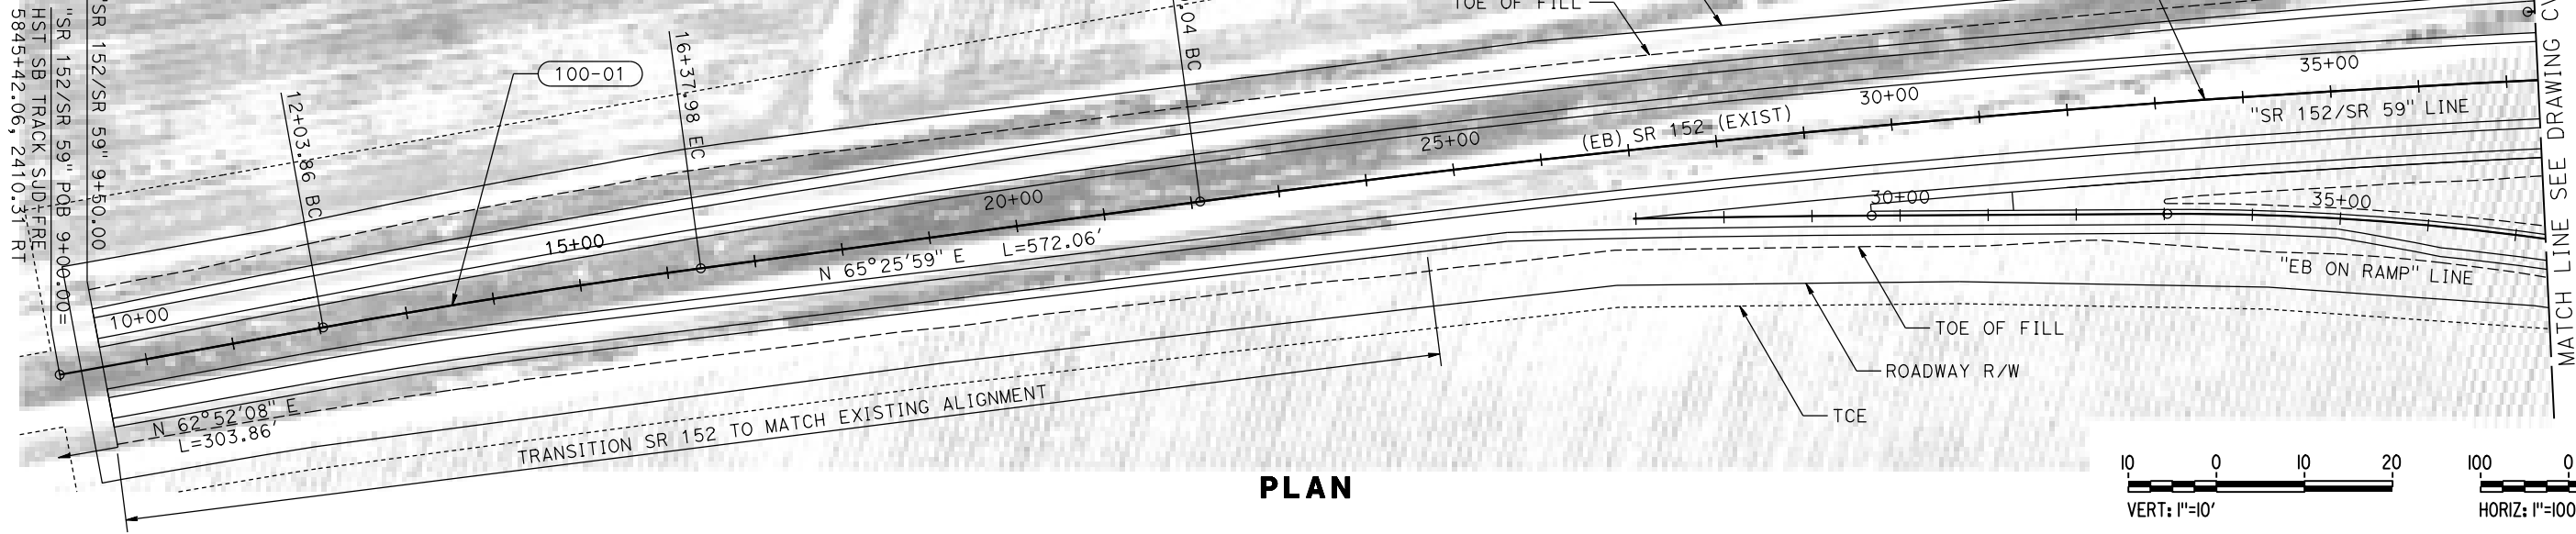 "SR 152/SR 59" 9+50.00
"SR 152/SR 59" POB 9+00.00=
HST SB TRACK SJD-FRE
5845+42.06, 2410.31 RT
12+03.86 BC
100-01
16+37.98 EC
.04 BC
TOE OF FILL
10+00
15+00
20+00
25+00
30+00
35+00
(EB) SR 152 (EXIST)
"SR 152/SR 59" LINE
N 65°25'59" E L=572.06'
30+00
35+00
"EB ON RAMP" LINE
TOE OF FILL
ROADWAY R/W
TCE
N 62°52'08" E
L=303.86'
TRANSITION SR 152 TO MATCH EXISTING ALIGNMENT
MATCH LINE SEE DRAWING
PLAN
10 0 10 20
VERT: 1"=10'
100 0
HORIZ: 1"=100